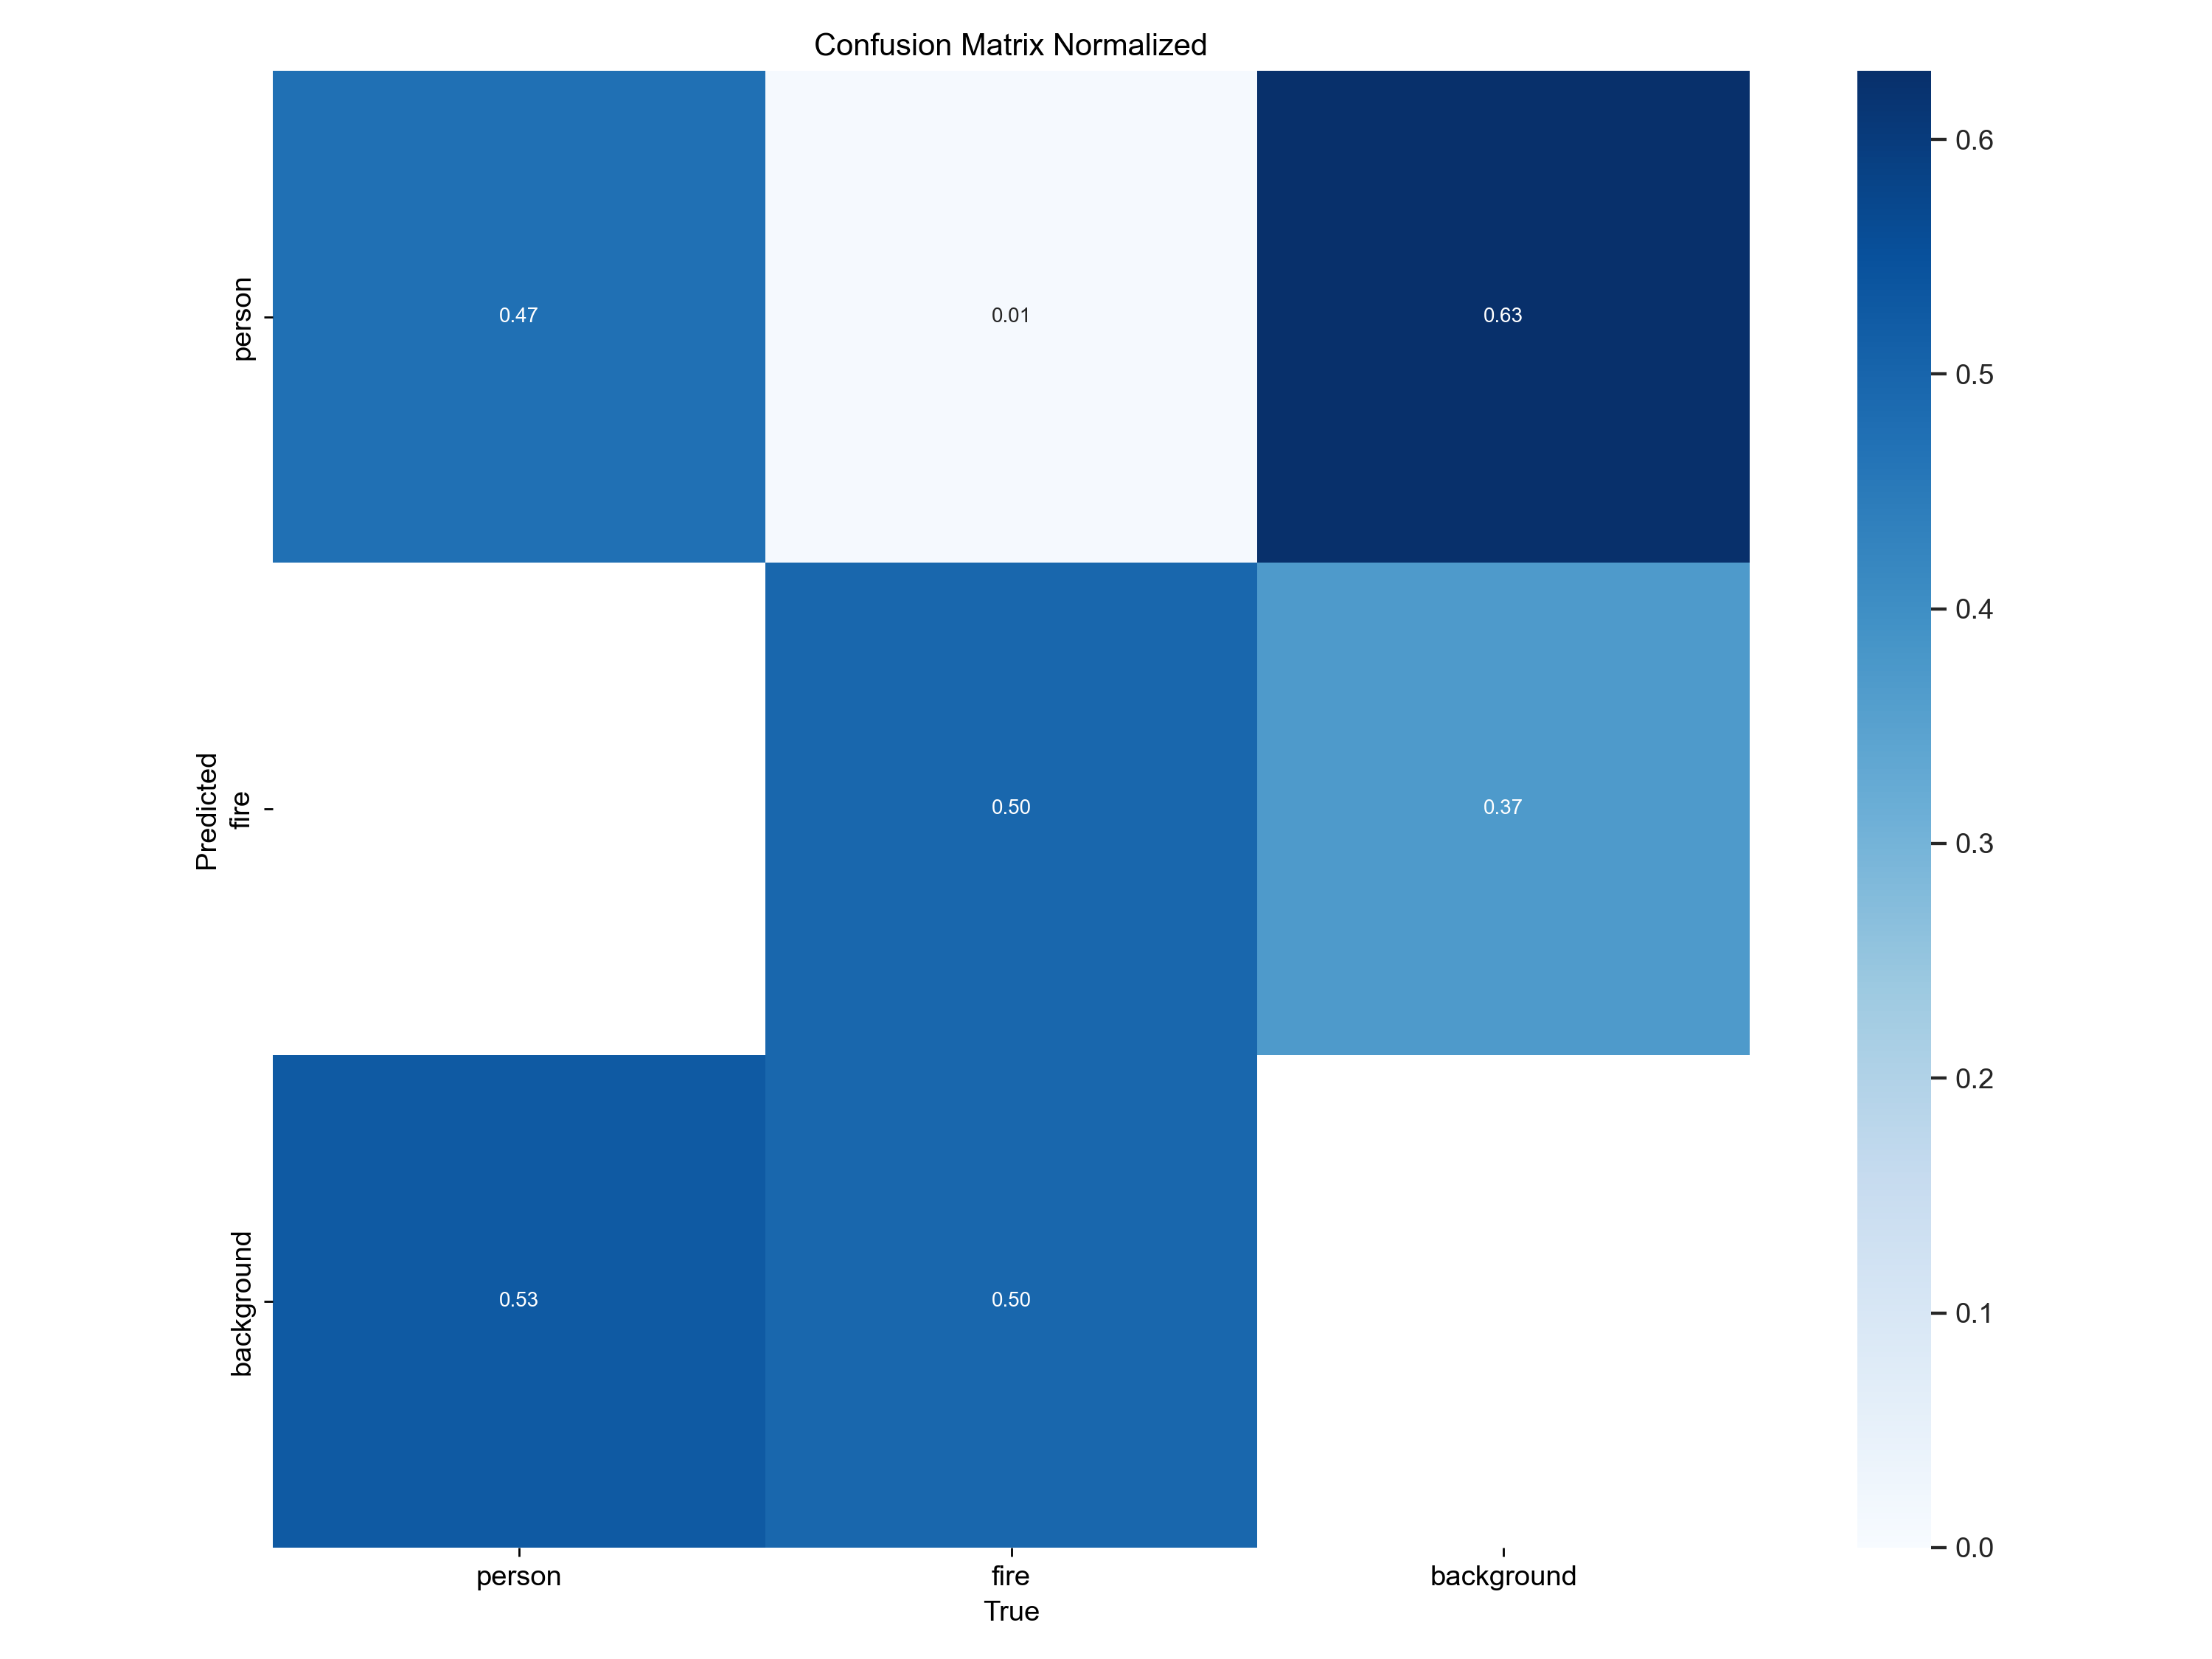 Confusion Matrix Normalized
person
0.47
0.01
0.63
Predicted
fire
0.50
0.37
background
0.53
0.50
person
fire
background
True
0.6
0.5
0.4
0.3
0.2
0.1
0.0